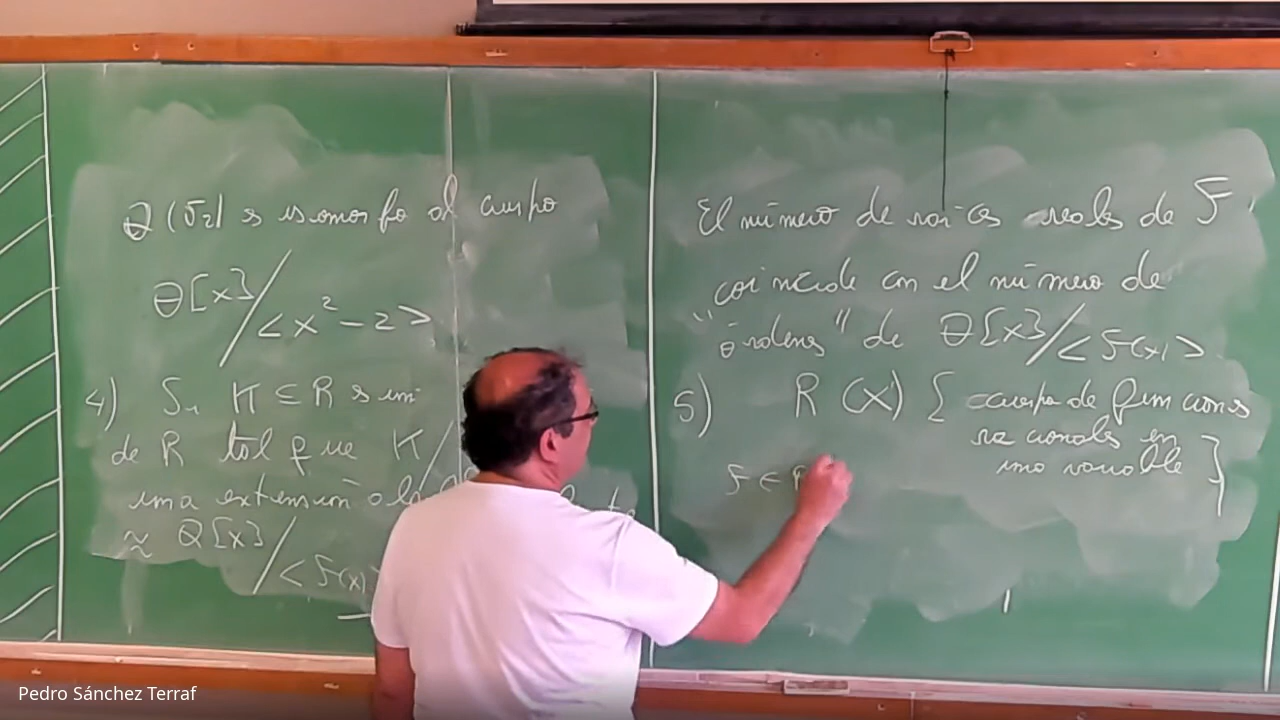 Q(√2) es isomorfo al cuerpo
Q[x]/<x² - 2>
4) Si K ⊆ R s un
de R tal que K/
una extensión al
≈ Q[x]/<F(x)>
El número de raíces reales de F,
coincide con el número de
"órdenes" de Q[x]/<F(x)>
5) R(X) { cuerpo de funciones
racionales en
una variable }
F ∈
Pedro Sánchez Terraf